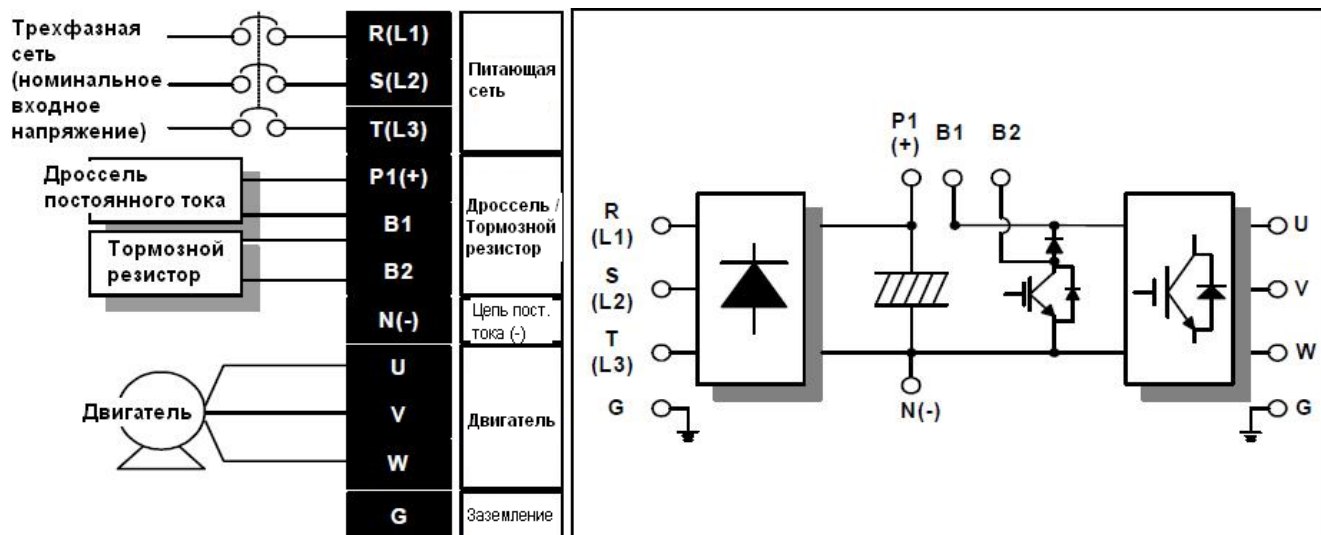 Трехфазная
сеть
(номинальное
входное
напряжение)
R(L1)
S(L2)
T(L3)
Питающая
сеть
Дроссель
постоянного тока
Тормозной
резистор
P1(+)
B1
B2
Дроссель /
Тормозной
резистор
N(-)
Цепь пост.
тока (-)
Двигатель
U
V
W
Двигатель
G
Заземление
P1
(+)
B1
B2
R
(L1)
S
(L2)
T
(L3)
G
N(-)
U
V
W
G